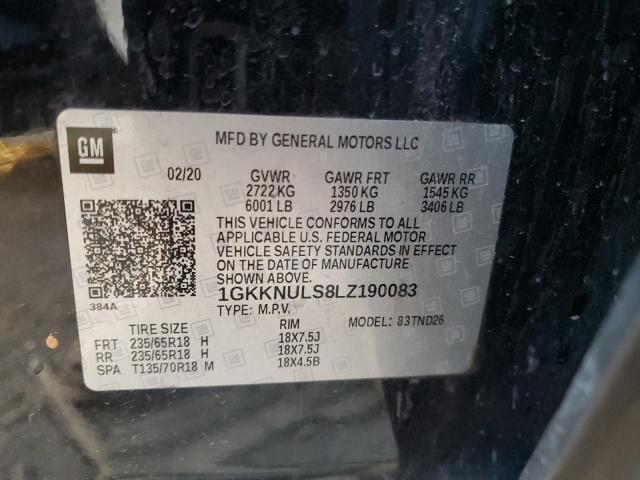 GM
MFD BY GENERAL MOTORS LLC
02/20 GVWR GAWR FRT GAWR RR
2722 KG 1350 KG 1545 KG
6001 LB 2976 LB 3406 LB
THIS VEHICLE CONFORMS TO ALL
APPLICABLE U.S. FEDERAL MOTOR
VEHICLE SAFETY STANDARDS IN EFFECT
ON THE DATE OF MANUFACTURE
SHOWN ABOVE.
384A 1GKKNULS8LZ190083
TYPE: M.P.V. MODEL: 83TND26
TIRE SIZE RIM
FRT 235/65R18 H 18X7.5J
RR 235/65R18 H 18X7.5J
SPA T135/70R18 M 18X4.5B